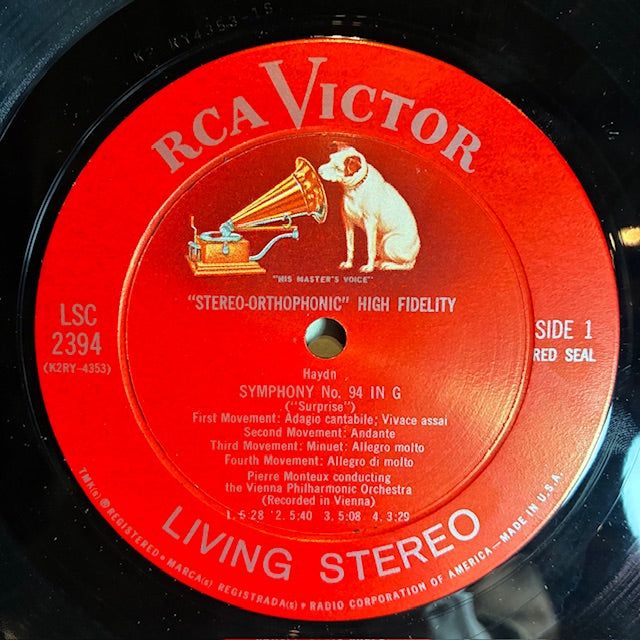 K2 RY4353-1S
RCA VICTOR
"HIS MASTER'S VOICE"
"STEREO-ORTHOPHONIC" HIGH FIDELITY
LSC
2394
(K2RY-4353)
SIDE 1
RED SEAL
Haydn
SYMPHONY No. 94 IN G
("Surprise")
First Movement: Adagio cantabile; Vivace assai
Second Movement: Andante
Third Movement: Minuet: Allegro molto
Fourth Movement: Allegro di molto
Pierre Monteux conducting
the Vienna Philharmonic Orchestra
(Recorded in Vienna)
1. 6:28 2. 5:40 3. 5:08 4. 3:29
LIVING STEREO
TMK(s) ® REGISTERED • MARCA(s) REGISTRADA(s) • RADIO CORPORATION OF AMERICA—MADE IN U.S.A.